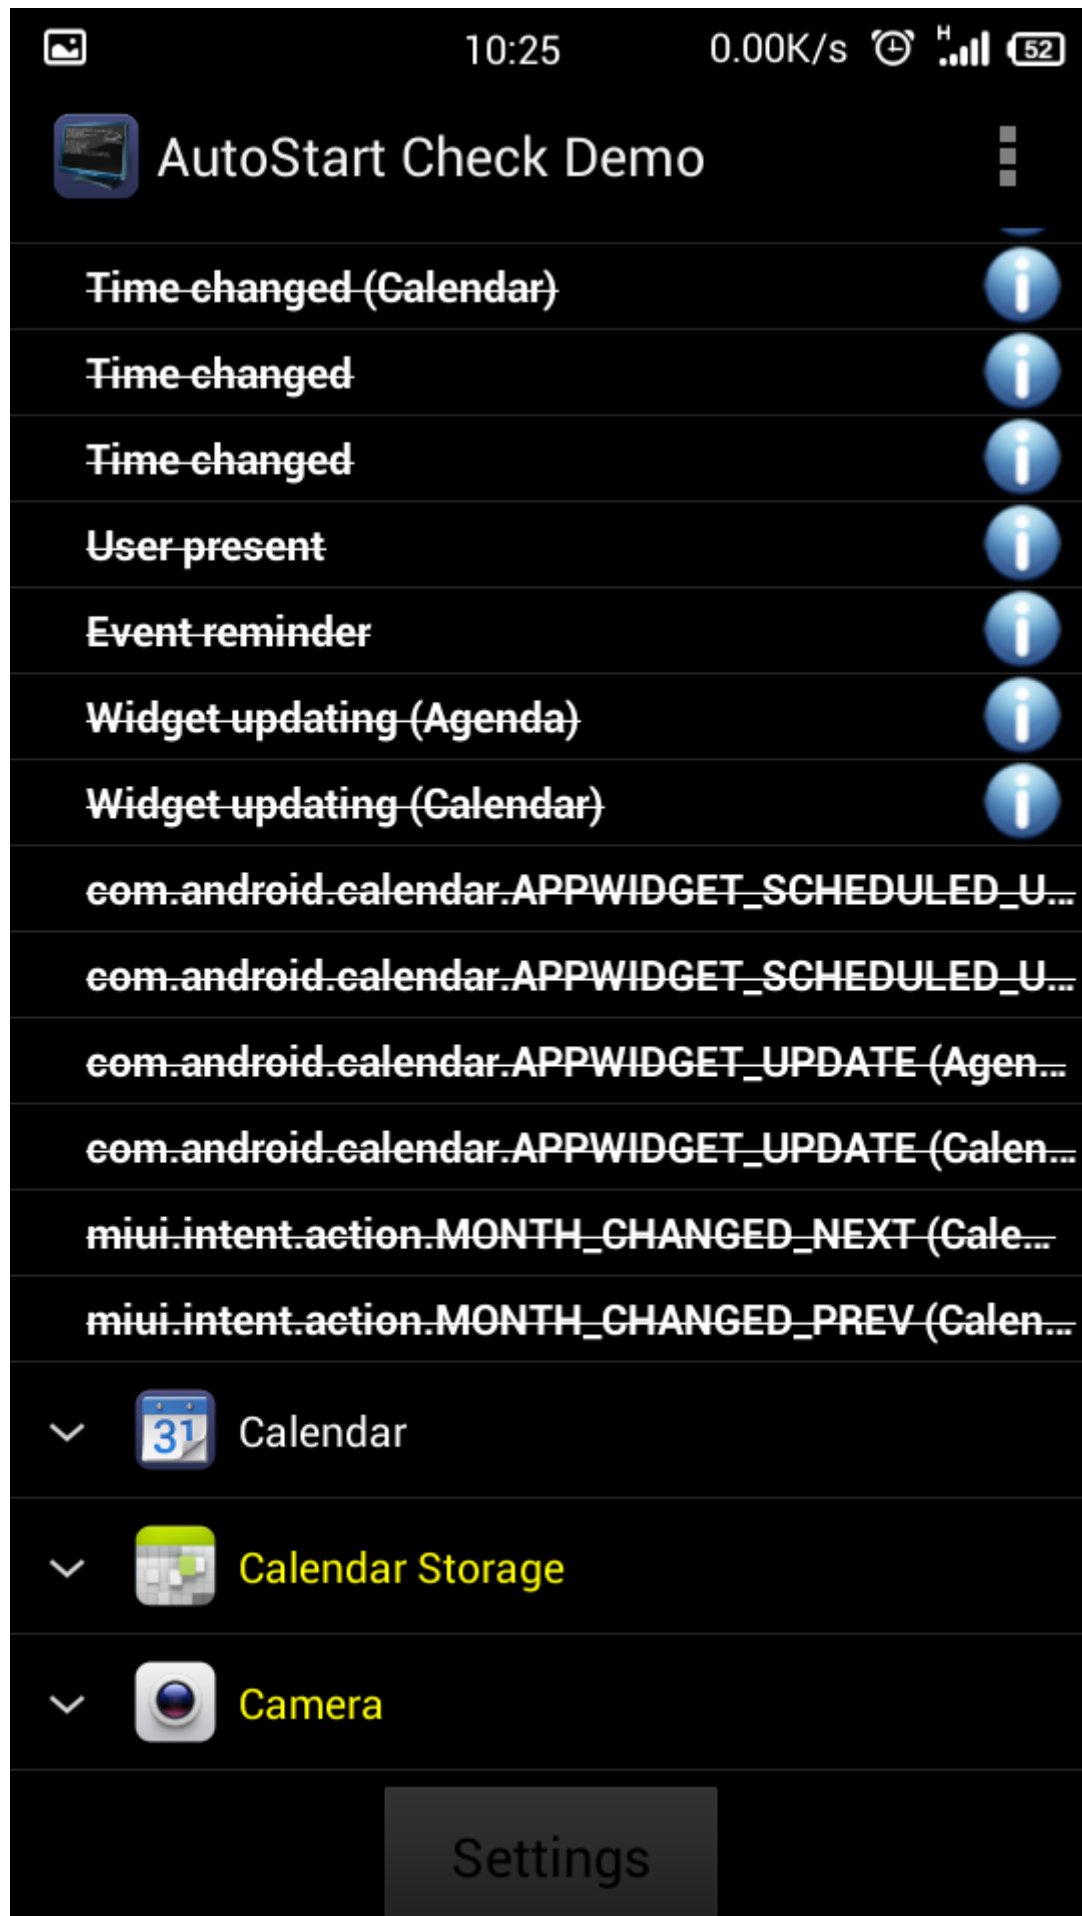 10:25 0.00K/s H 52
AutoStart Check Demo
Time changed (Calendar)
Time changed
Time changed
User present
Event reminder
Widget updating (Agenda)
Widget updating (Calendar)
com.android.calendar.APPWIDGET_SCHEDULED_U...
com.android.calendar.APPWIDGET_SCHEDULED_U...
com.android.calendar.APPWIDGET_UPDATE (Agen...
com.android.calendar.APPWIDGET_UPDATE (Calen...
miui.intent.action.MONTH_CHANGED_NEXT (Cale...
miui.intent.action.MONTH_CHANGED_PREV (Calen...
31 Calendar
Calendar Storage
Camera
Settings